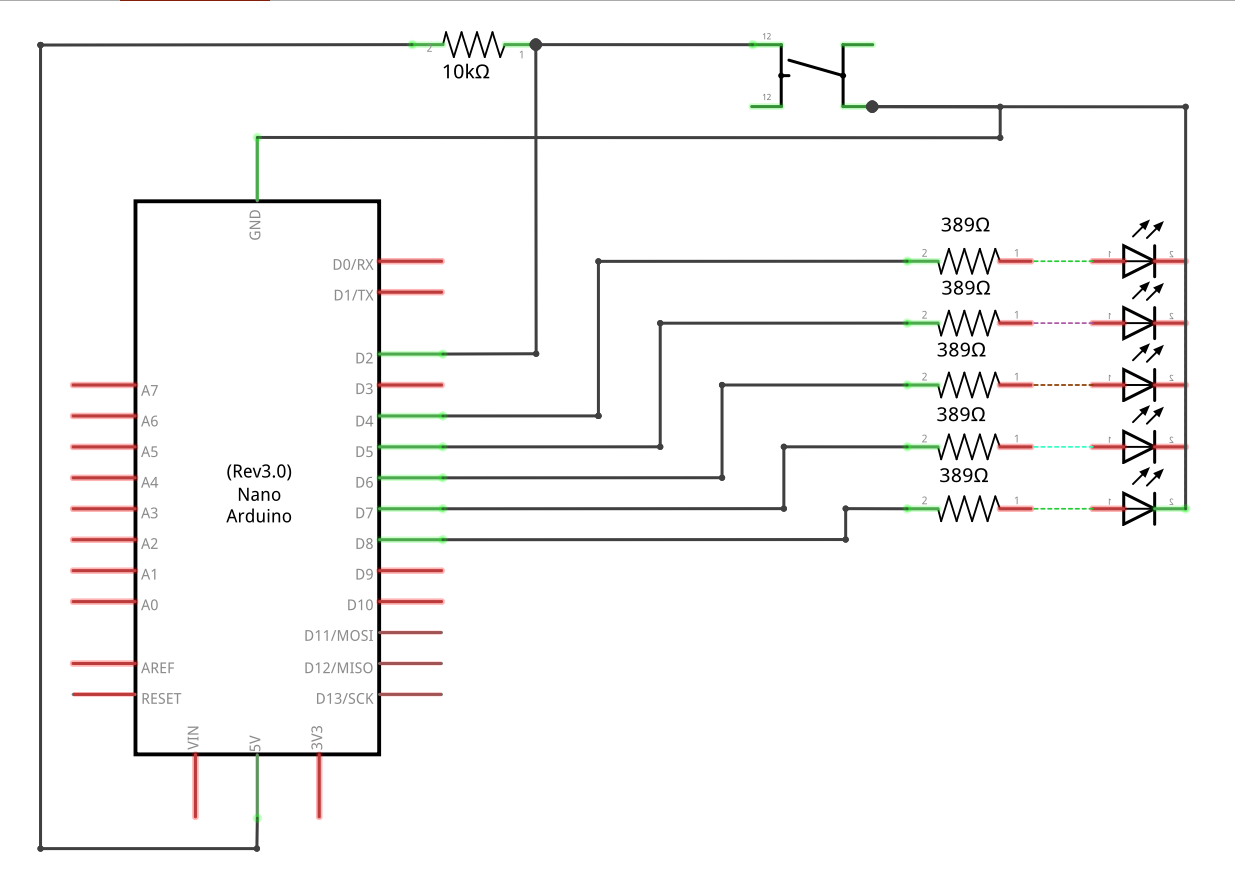 12
2
1
10kΩ
12
GND
389Ω
D0/RX
2
1
1
2
389Ω
D1/TX
2
1
1
2
389Ω
D2
D3
2
1
1
2
A7
A6
D4
389Ω
A5
D5
2
1
1
2
A4
(Rev3.0)
Nano
Arduino
D6
389Ω
A3
D7
2
1
1
2
A2
D8
A1
D9
A0
D10
D11/MOSI
AREF
D12/MISO
RESET
D13/SCK
VIN
5V
3V3